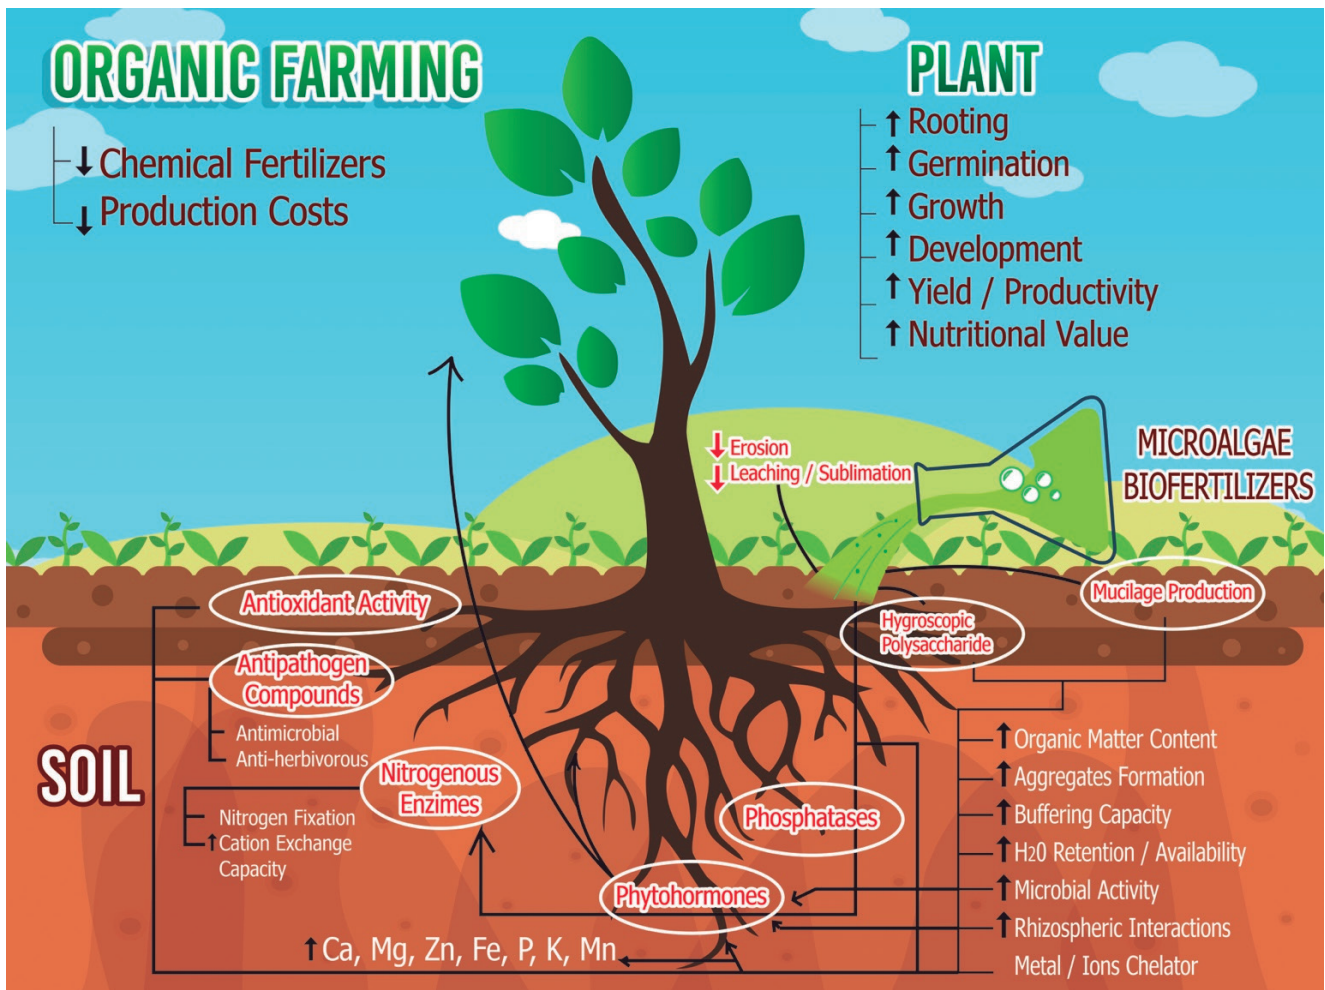 ORGANIC FARMING
↓ Chemical Fertilizers
↓ Production Costs
PLANT
↑ Rooting
↑ Germination
↑ Growth
↑ Development
↑ Yield / Productivity
↑ Nutritional Value
↓ Erosion
↓ Leaching / Sublimation
MICROALGAE
BIOFERTILIZERS
Antioxidant Activity
Antipathogen
Compounds
Antimicrobial
Anti-herbivorous
SOIL
Nitrogenous
Enzimes
Nitrogen Fixation
↑ Cation Exchange
Capacity
Phosphatases
Phytohormones
↑ Ca, Mg, Zn, Fe, P, K, Mn
Hygroscopic
Polysaccharide
Mucilage Production
↑ Organic Matter Content
↑ Aggregates Formation
↑ Buffering Capacity
↑ H20 Retention / Availability
↑ Microbial Activity
↑ Rhizospheric Interactions
Metal / Ions Chelator